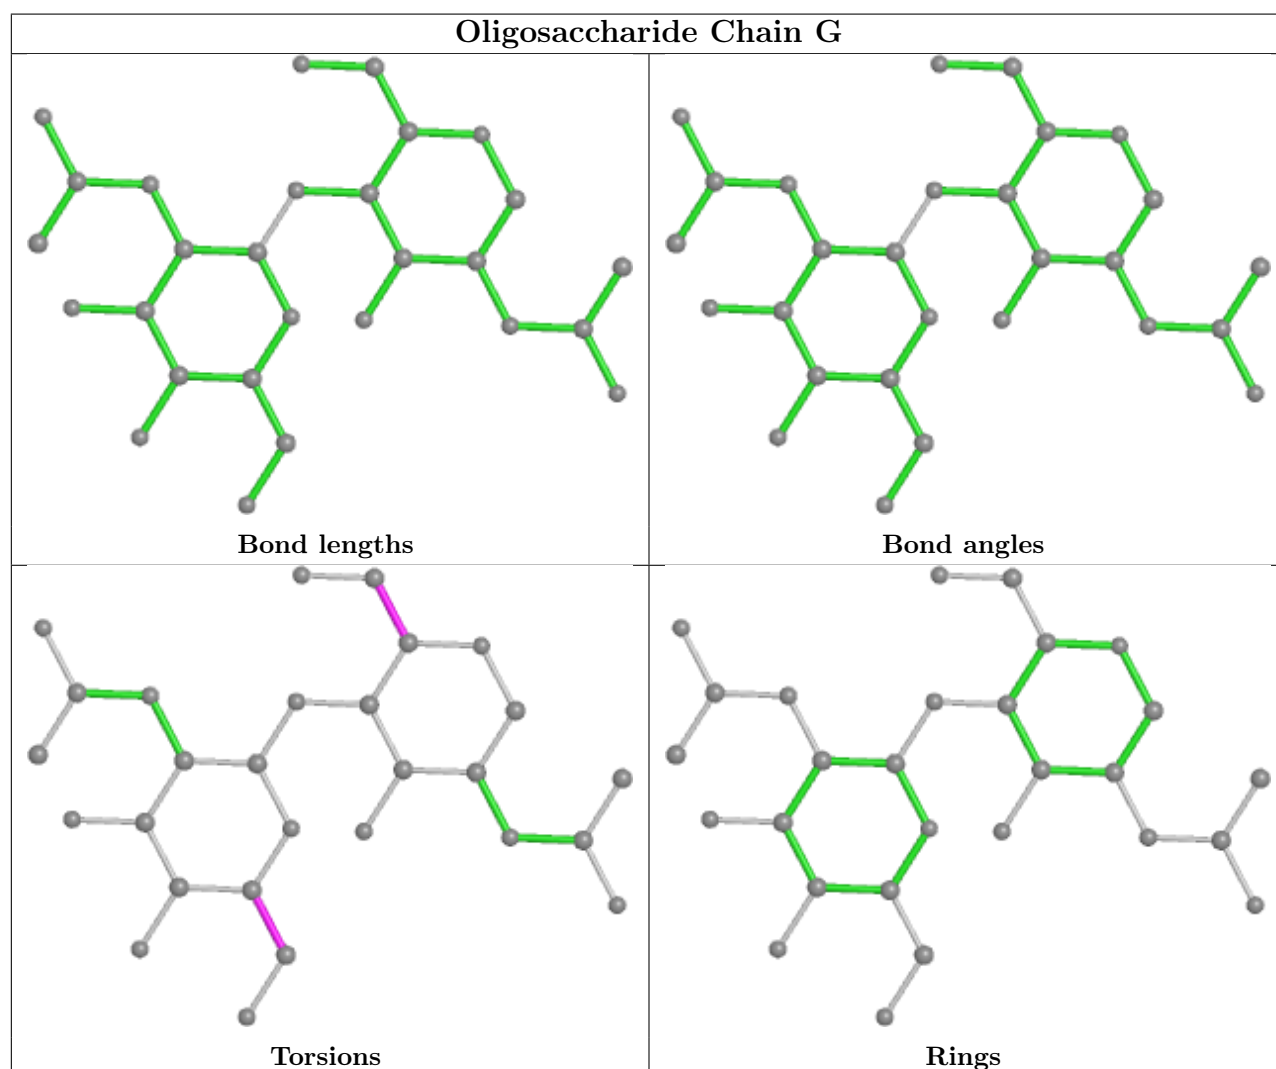 Oligosaccharide Chain G
Bond lengths
Bond angles
Torsions
Rings